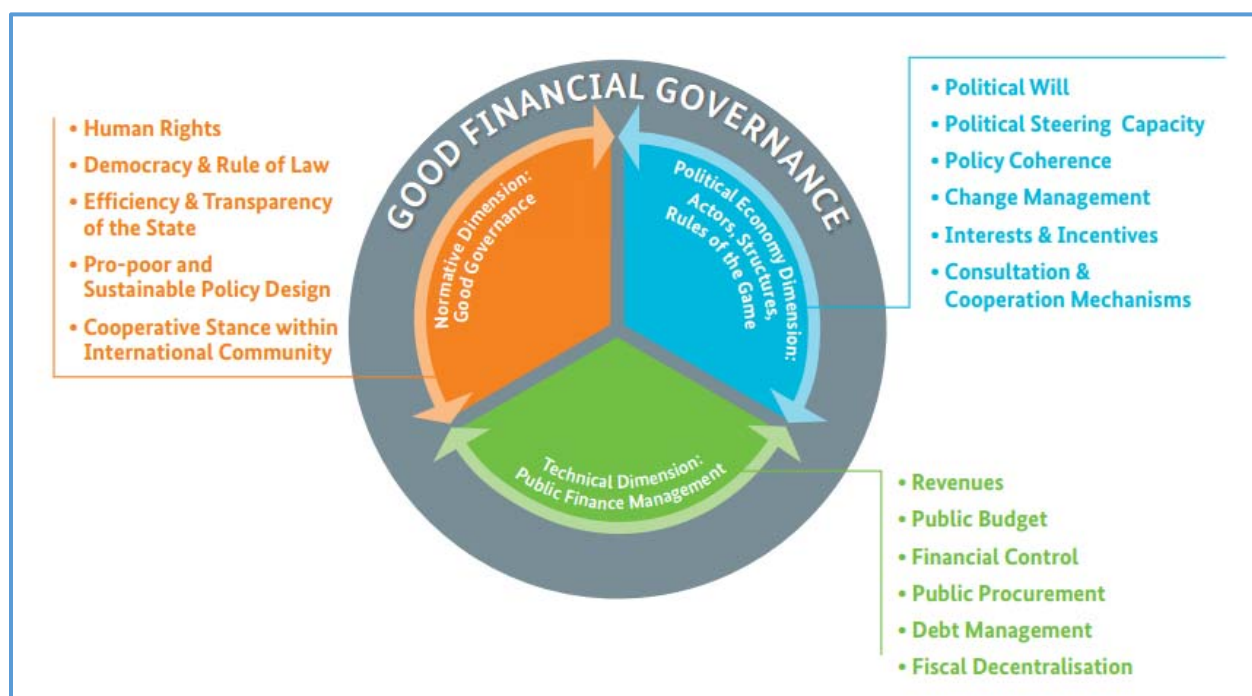 GOOD FINANCIAL GOVERNANCE
• Human Rights
• Democracy & Rule of Law
• Efficiency & Transparency
of the State
• Pro-poor and
Sustainable Policy Design
• Cooperative Stance within
International Community
Normative Dimension:
Good Governance
Political Economy Dimension:
Actors, Structures,
Rules of the Game
• Political Will
• Political Steering Capacity
• Policy Coherence
• Change Management
• Interests & Incentives
• Consultation &
Cooperation Mechanisms
Technical Dimension:
Public Finance Management
• Revenues
• Public Budget
• Financial Control
• Public Procurement
• Debt Management
• Fiscal Decentralisation